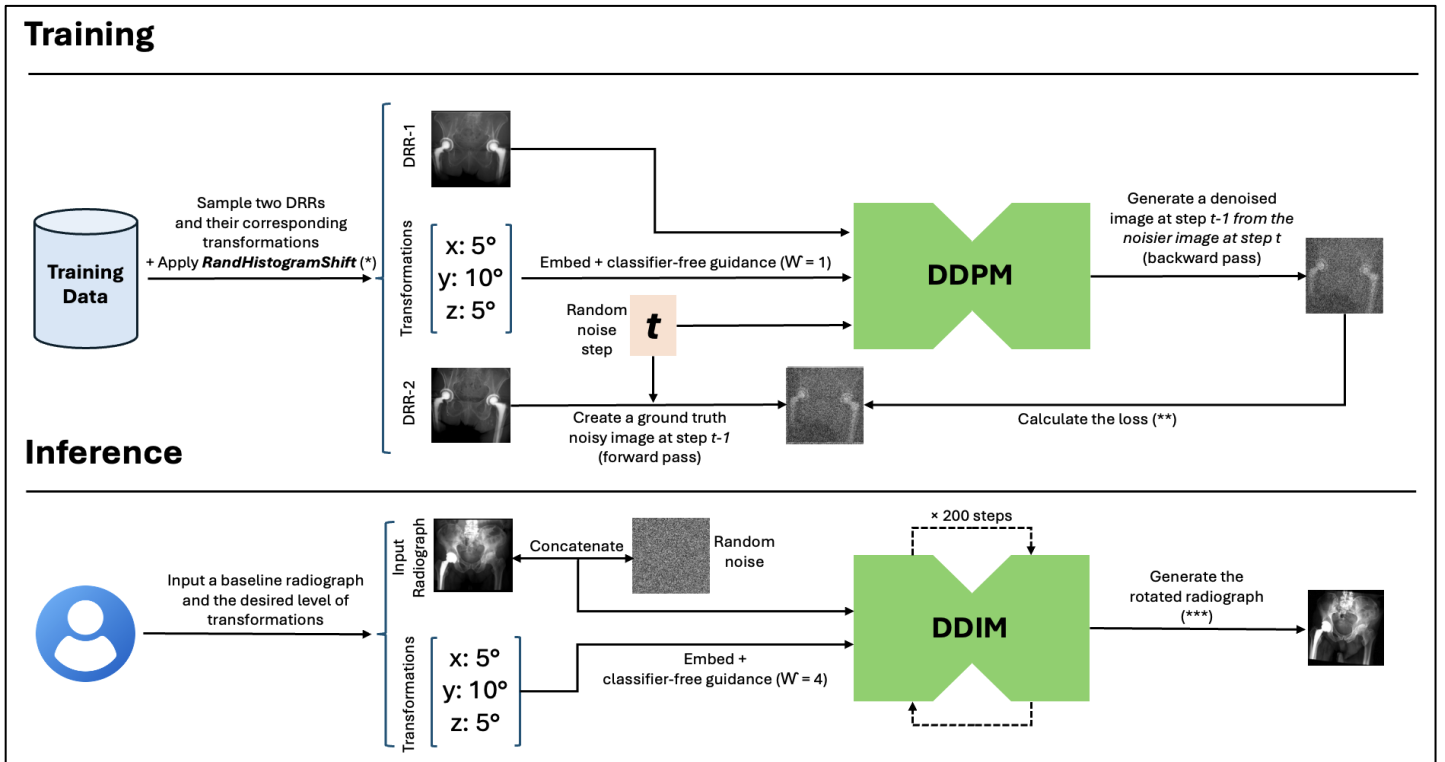 Training
Training
Data
Sample two DRRs
and their corresponding
transformations
+ Apply RandHistogramShift (*)
DRR-1
Transformations
x: 5°
y: 10°
z: 5°
DRR-2
Embed + classifier-free guidance (W = 1)
Random
noise
step
t
Create a ground truth
noisy image at step t-1
(forward pass)
DDPM
Generate a denoised
image at step t-1 from the
noisier image at step t
(backward pass)
Calculate the loss (**)
Inference
Input a baseline radiograph
and the desired level of
transformations
Input
Radiograph
Concatenate
Random
noise
Transformations
x: 5°
y: 10°
z: 5°
Embed +
classifier-free guidance (W = 4)
× 200 steps
DDIM
Generate the
rotated radiograph
(***)